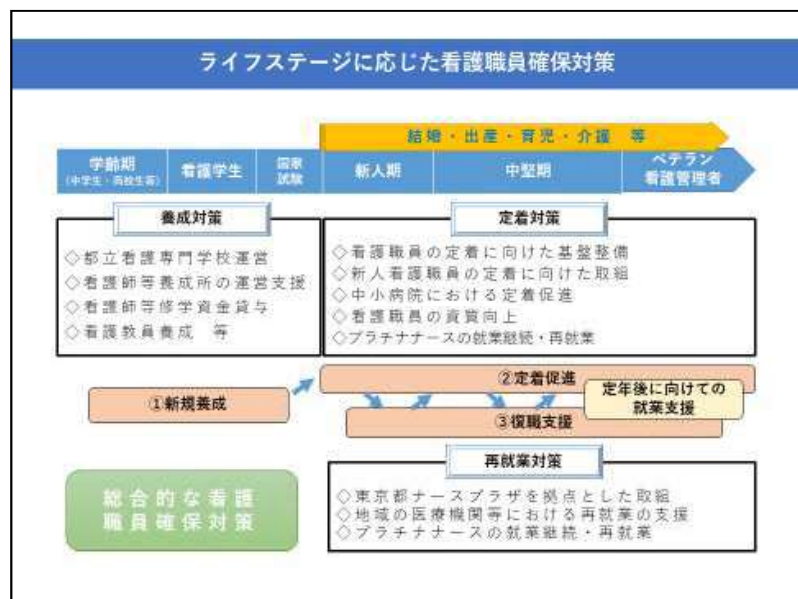 ライフステージに応じた看護職員確保対策
結婚・出産・育児・介護　等
学齢期
(中学生・高校生等)
看護学生
国家
試験
新人期
中堅期
ベテラン
看護管理者
養成対策
◇都立看護専門学校運営
◇看護師等養成所の運営支援
◇看護師等修学資金貸与
◇看護教員養成　等
定着対策
◇看護職員の定着に向けた基盤整備
◇新人看護職員の定着に向けた取組
◇中小病院における定着促進
◇看護職員の資質向上
◇プラチナナースの就業継続・再就業
①新規養成
②定着促進
定年後に向けての
就業支援
③復職支援
再就業対策
◇東京都ナースプラザを拠点とした取組
◇地域の医療機関等における再就業の支援
◇プラチナナースの就業継続・再就業
総合的な看護
職員確保対策